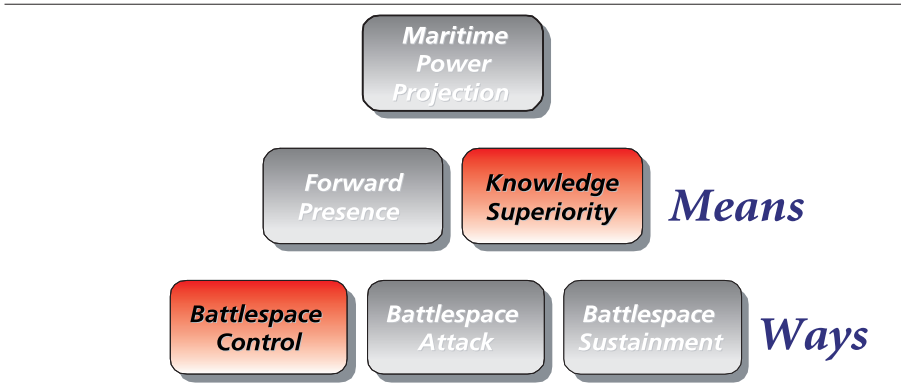 Maritime
Power
Projection
Forward
Presence
Knowledge
Superiority
Means
Battlespace
Control
Battlespace
Attack
Battlespace
Sustainment
Ways